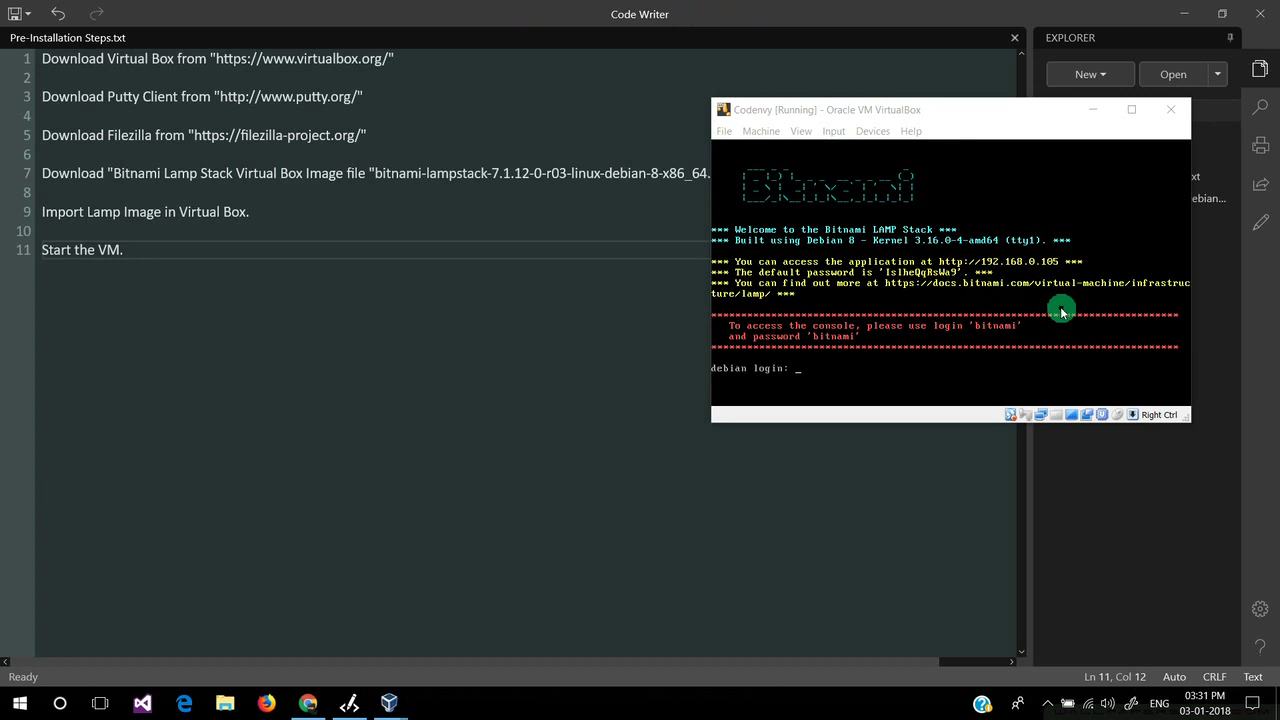 Code Writer
Pre-Installation Steps.txt
EXPLORER
1 Download Virtual Box from "https://www.virtualbox.org/"
2
3 Download Putty Client from "http://www.putty.org/"
4
5 Download Filezilla from "https://filezilla-project.org/"
6
7 Download "Bitnami Lamp Stack Virtual Box Image file "bitnami-lampstack-7.1.12-0-r03-linux-debian-8-x86_64.
8
9 Import Lamp Image in Virtual Box.
10
11 Start the VM.
New
Open
xt
ebian...
Codenvy [Running] - Oracle VM VirtualBox
File Machine View Input Devices Help
Bitnami
*** Welcome to the Bitnami LAMP Stack ***
*** Built using Debian 8 - Kernel 3.16.0-4-amd64 (tty1). ***
*** You can access the application at http://192.168.0.105 ***
*** The default password is 'IslheQqRsWa9'. ***
*** You can find out more at https://docs.bitnami.com/virtual-machine/infrastruc
ture/lamp/ ***
To access the console, please use login 'bitnami'
and password 'bitnami'
debian login: _
Right Ctrl
Ready
Ln 11, Col 12 Auto CRLF Text
ENG
03:31 PM
03-01-2018